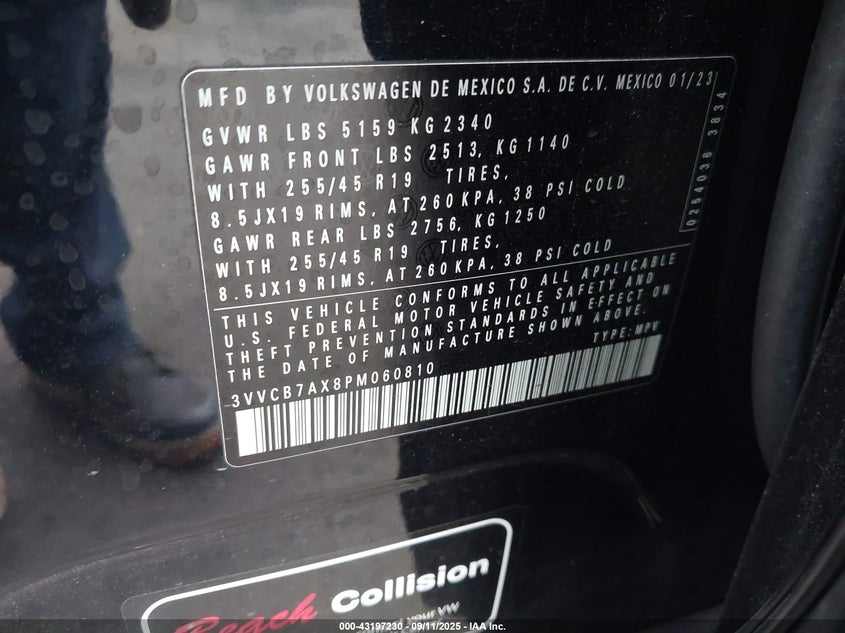 MFD BY VOLKSWAGEN DE MEXICO S.A. DE C.V. MEXICO 01/23
GVWR LBS 5159 KG 2340
GAWR FRONT LBS 2513, KG 1140
WITH 255/45 R19 TIRES,
8.5JX19 RIMS, AT 260 KPA, 38 PSI COLD
GAWR REAR LBS 2756, KG 1250
WITH 255/45 R19 TIRES,
8.5JX19 RIMS, AT 260 KPA, 38 PSI COLD
0254036 3834
THIS VEHICLE CONFORMS TO ALL APPLICABLE
U.S. FEDERAL MOTOR VEHICLE SAFETY AND
THEFT PREVENTION STANDARDS IN EFFECT ON
THE DATE OF MANUFACTURE SHOWN ABOVE.
3VVCB7AX8PM060810 TYPE: MPV
Beach Collision
your VW
000-43197230 - 09/11/2025 - IAA Inc.